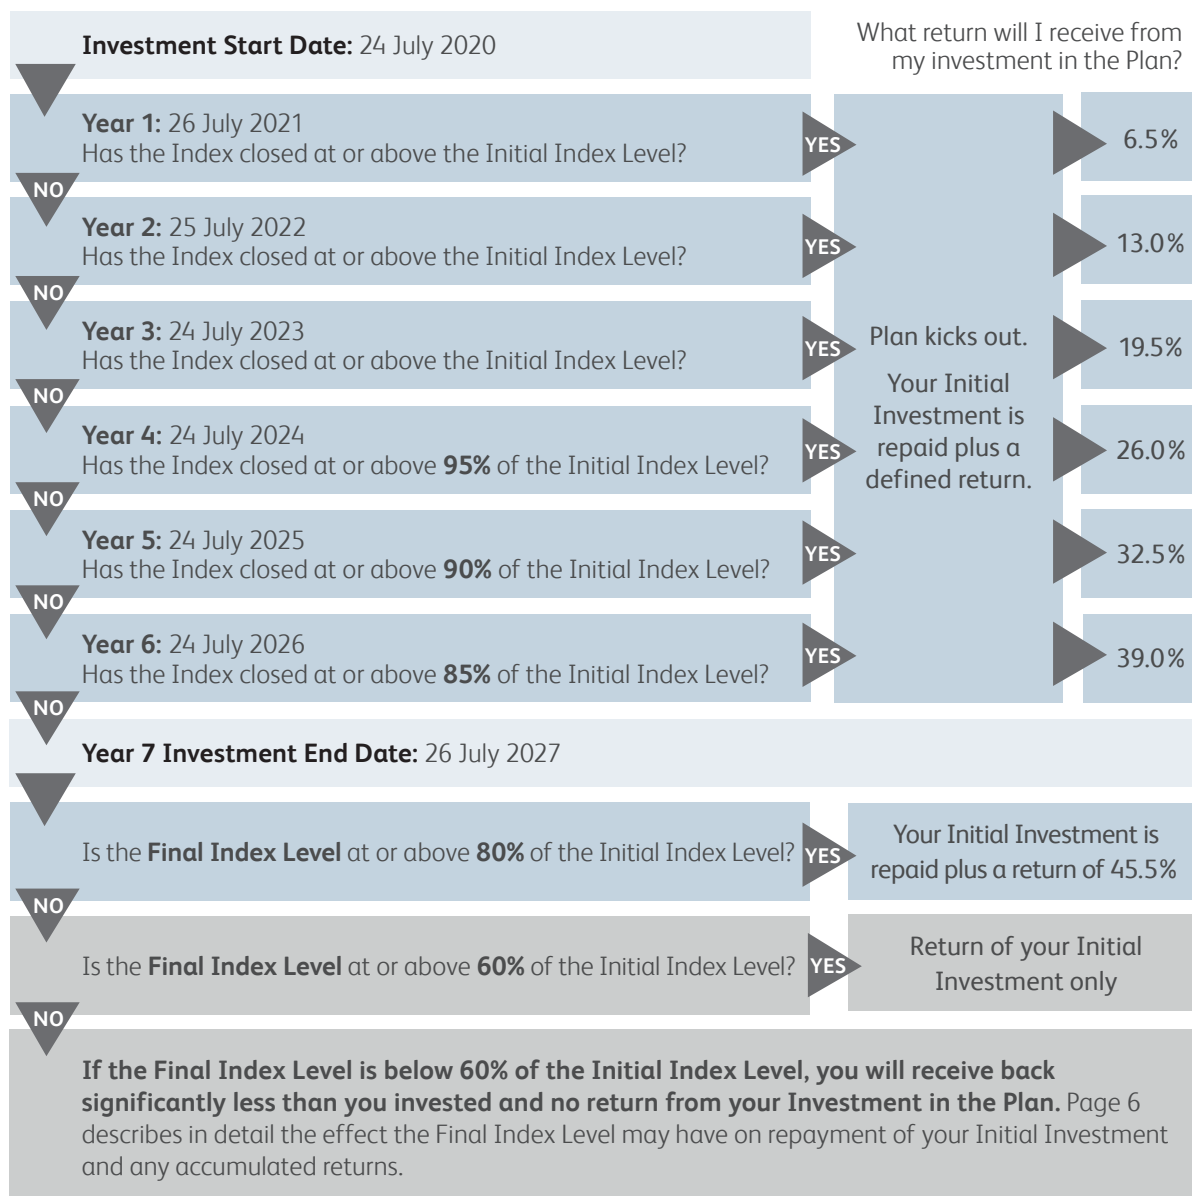 Investment Start Date: 24 July 2020
What return will I receive from
my investment in the Plan?
Year 1: 26 July 2021
Has the Index closed at or above the Initial Index Level?
YES
6.5%
NO
Year 2: 25 July 2022
Has the Index closed at or above the Initial Index Level?
YES
13.0%
NO
Year 3: 24 July 2023
Has the Index closed at or above the Initial Index Level?
YES
Plan kicks out.
Your Initial
Investment is
repaid plus a
defined return.
19.5%
NO
Year 4: 24 July 2024
Has the Index closed at or above 95% of the Initial Index Level?
YES
26.0%
NO
Year 5: 24 July 2025
Has the Index closed at or above 90% of the Initial Index Level?
YES
32.5%
NO
Year 6: 24 July 2026
Has the Index closed at or above 85% of the Initial Index Level?
YES
39.0%
NO
Year 7 Investment End Date: 26 July 2027
Is the Final Index Level at or above 80% of the Initial Index Level?
YES
Your Initial Investment is
repaid plus a return of 45.5%
NO
Is the Final Index Level at or above 60% of the Initial Index Level?
YES
Return of your Initial
Investment only
NO
If the Final Index Level is below 60% of the Initial Index Level, you will receive back
significantly less than you invested and no return from your Investment in the Plan. Page 6
describes in detail the effect the Final Index Level may have on repayment of your Initial Investment
and any accumulated returns.